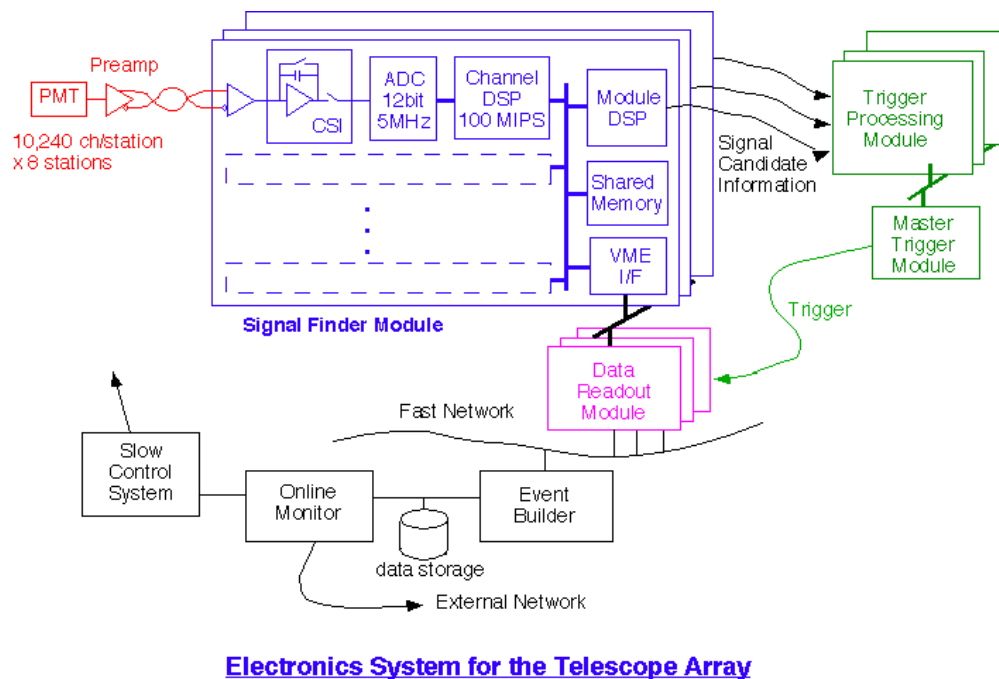 Preamp
PMT
10,240 ch/station
x 8 stations
CSI
ADC
12bit
5MHz
Channel
DSP
100 MIPS
Module
DSP
Shared
Memory
VME
I/F
Signal Finder Module
Signal
Candidate
Information
Trigger
Processing
Module
Master
Trigger
Module
Trigger
Data
Readout
Module
Fast Network
Slow
Control
System
Online
Monitor
Event
Builder
data storage
External Network
Electronics System for the Telescope Array